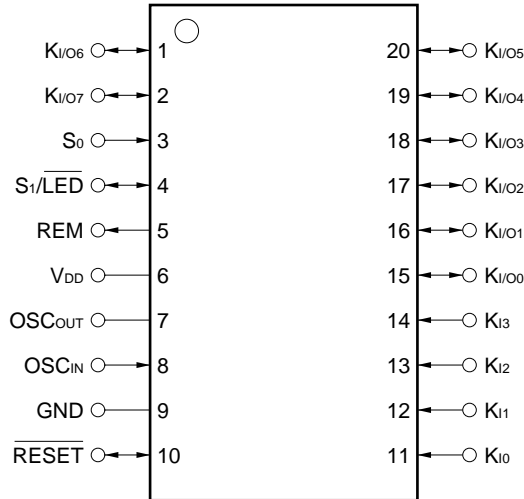 KI/O6 1 20 KI/O5
KI/O7 2 19 KI/O4
S0 3 18 KI/O3
S1/LED 4 17 KI/O2
REM 5 16 KI/O1
VDD 6 15 KI/O0
OSCOUT 7 14 KI3
OSCIN 8 13 KI2
GND 9 12 KI1
RESET 10 11 KI0